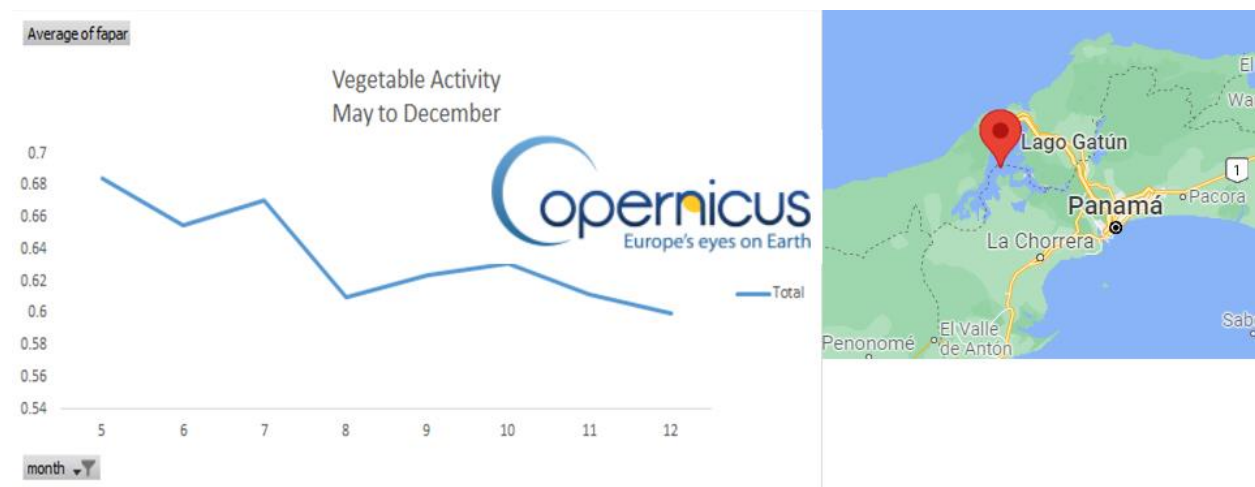 Average of fapar
Vegetable Activity
May to December
0.7
0.68
0.66
0.64
0.62
0.6
0.58
0.56
0.54
5 6 7 8 9 10 11 12
Total
month
Copernicus
Europe's eyes on Earth
El
Wa
Lago Gatún
1
Pacora
Panamá
La Chorrera
Sab
El Valle
de Antón
Penonomé